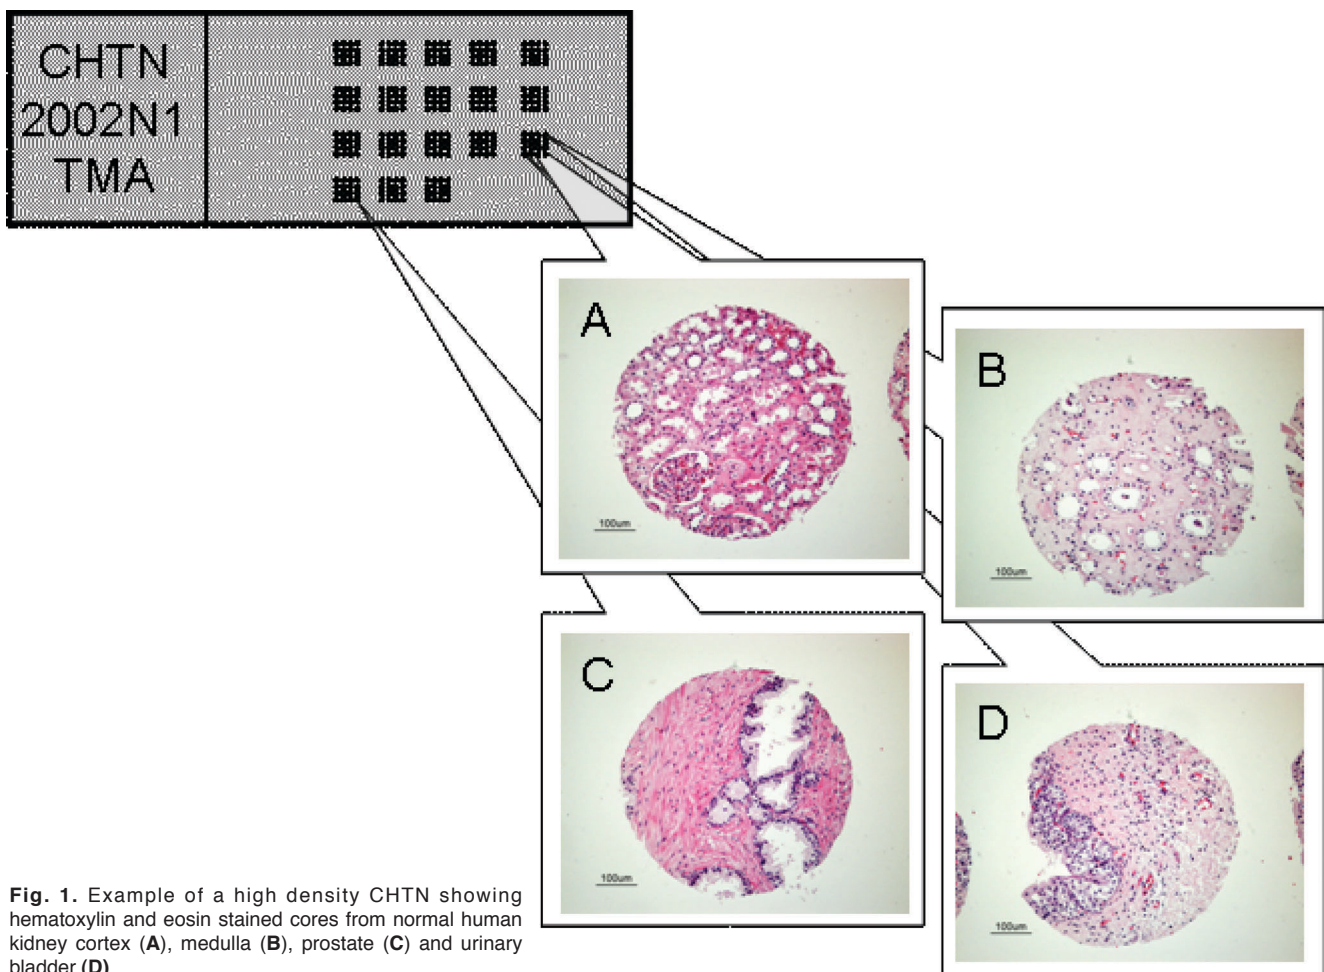 CHTN
2002N1
TMA
A
100um
B
100um
C
100um
D
Fig. 1. Example of a high density CHTN showing
hematoxylin and eosin stained cores from normal human
kidney cortex (A), medulla (B), prostate (C) and urinary
bladder (D)